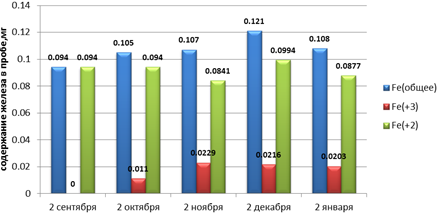 содержание железа в пробе,мг
0.14
0.12
0.1
0.08
0.06
0.04
0.02
0
0.094
0
0.094
0.105
0.011
0.094
0.107
0.0229
0.0841
0.121
0.0216
0.0994
0.108
0.0203
0.0877
2 сентября
2 октября
2 ноября
2 декабря
2 января
Fe(общее)
Fe(+3)
Fe(+2)